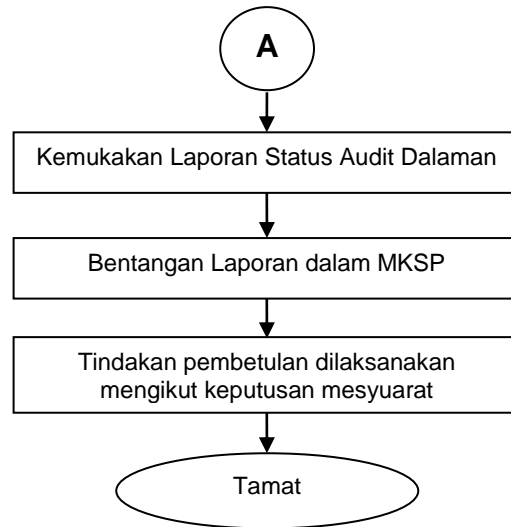 A
Kemukakan Laporan Status Audit Dalaman
Bentangan Laporan dalam MKSP
Tindakan pembetulan dilaksanakan
mengikut keputusan mesyuarat
Tamat